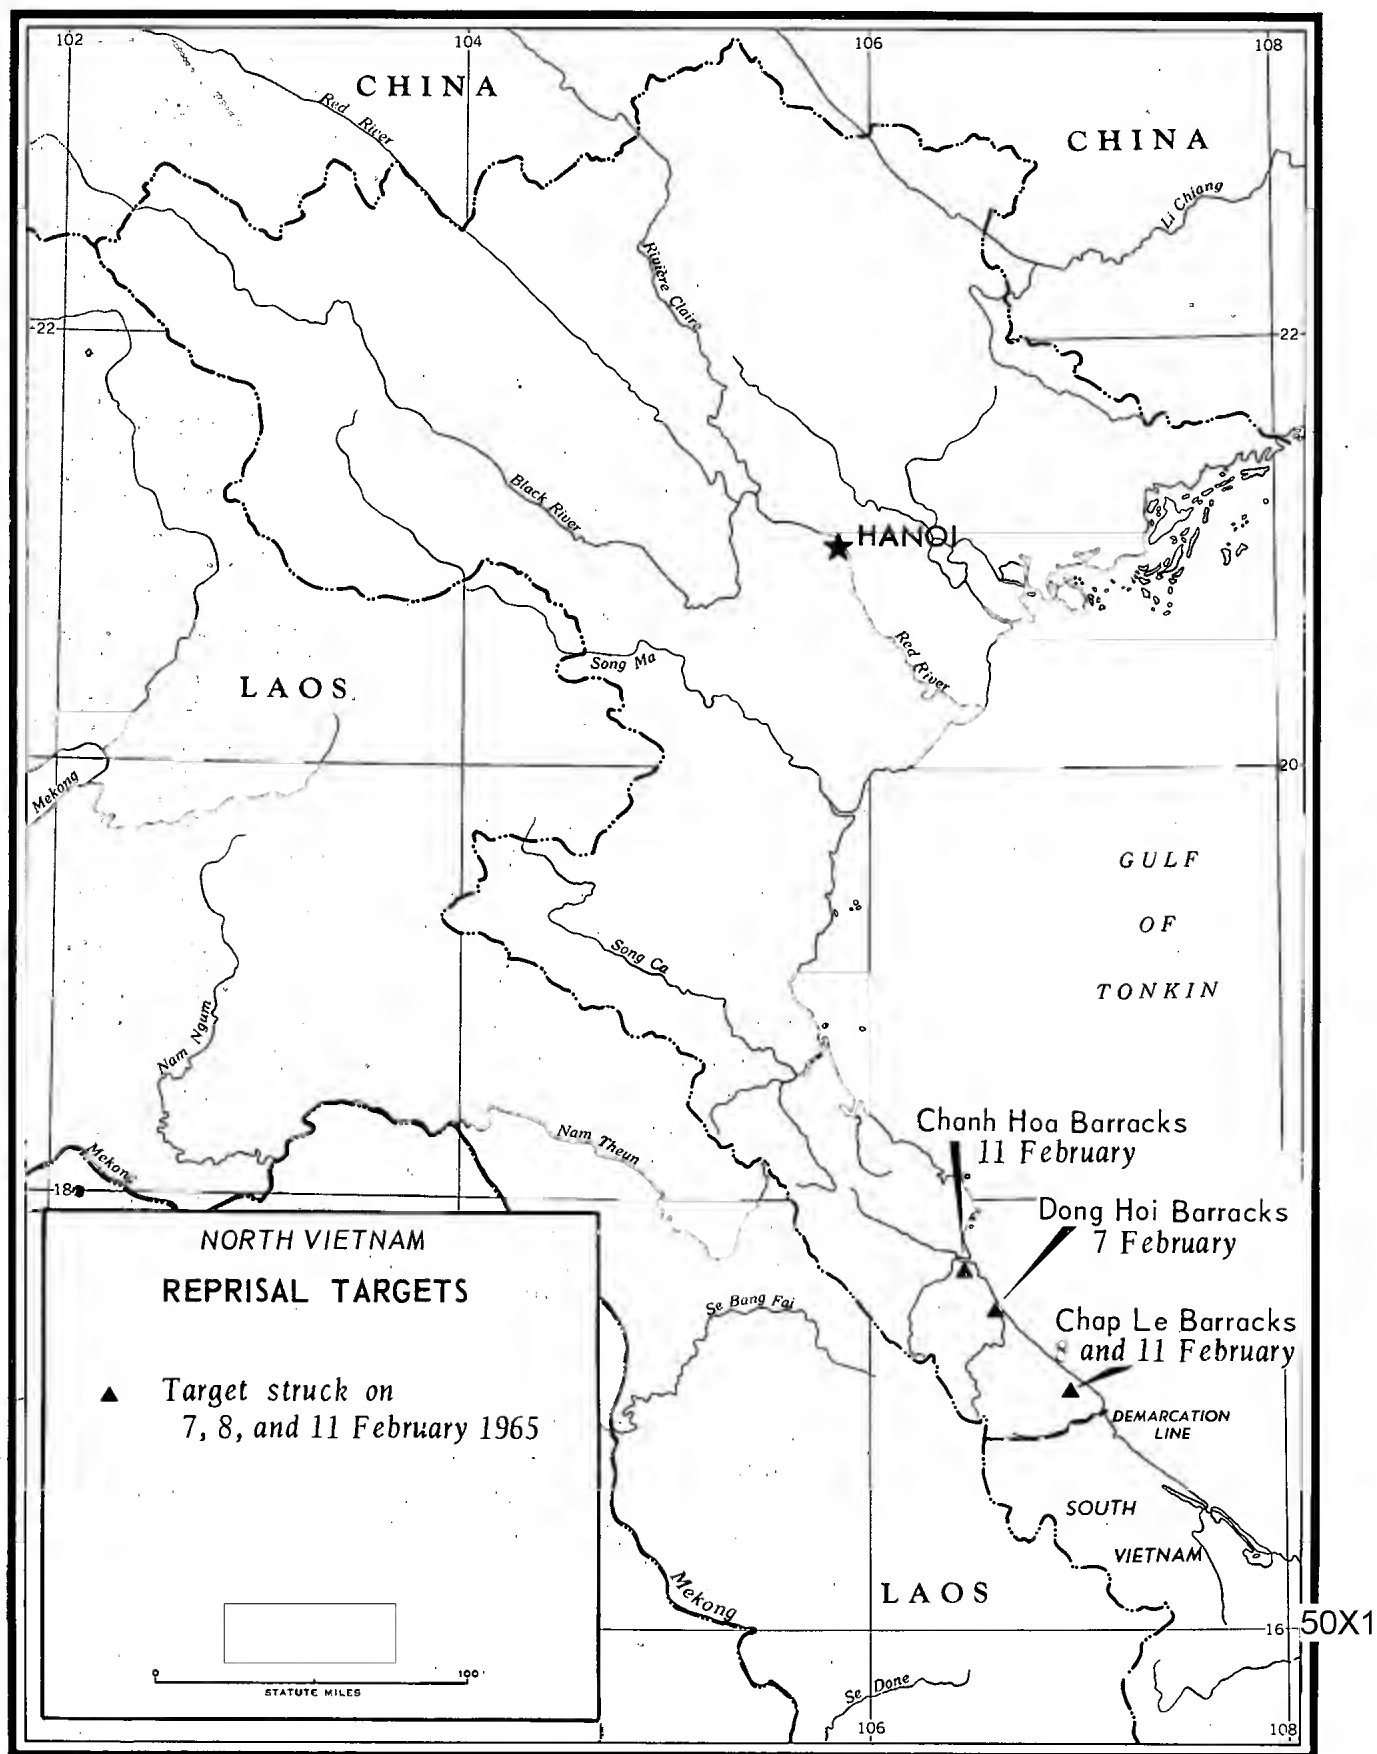 102
104
106
108
CHINA
Red River
CHINA
Li Chiang
Rivière Claire
22
22
Black River
HANOI
Red River
Song Ma
LAOS
20
Mekong
GULF
OF
TONKIN
Song Ca
Nam Ngum
Chanh Hoa Barracks
11 February
Nam Theun
Mekong
18
Dong Hoi Barracks
7 February
NORTH VIETNAM
REPRISAL TARGETS
Se Bang Fai
Chap Le Barracks
8 and 11 February
Target struck on
7, 8, and 11 February 1965
DEMARCATION
LINE
SOUTH
VIETNAM
Mekong
LAOS
16
50X1
0 100
STATUTE MILES
Se Done
106
108